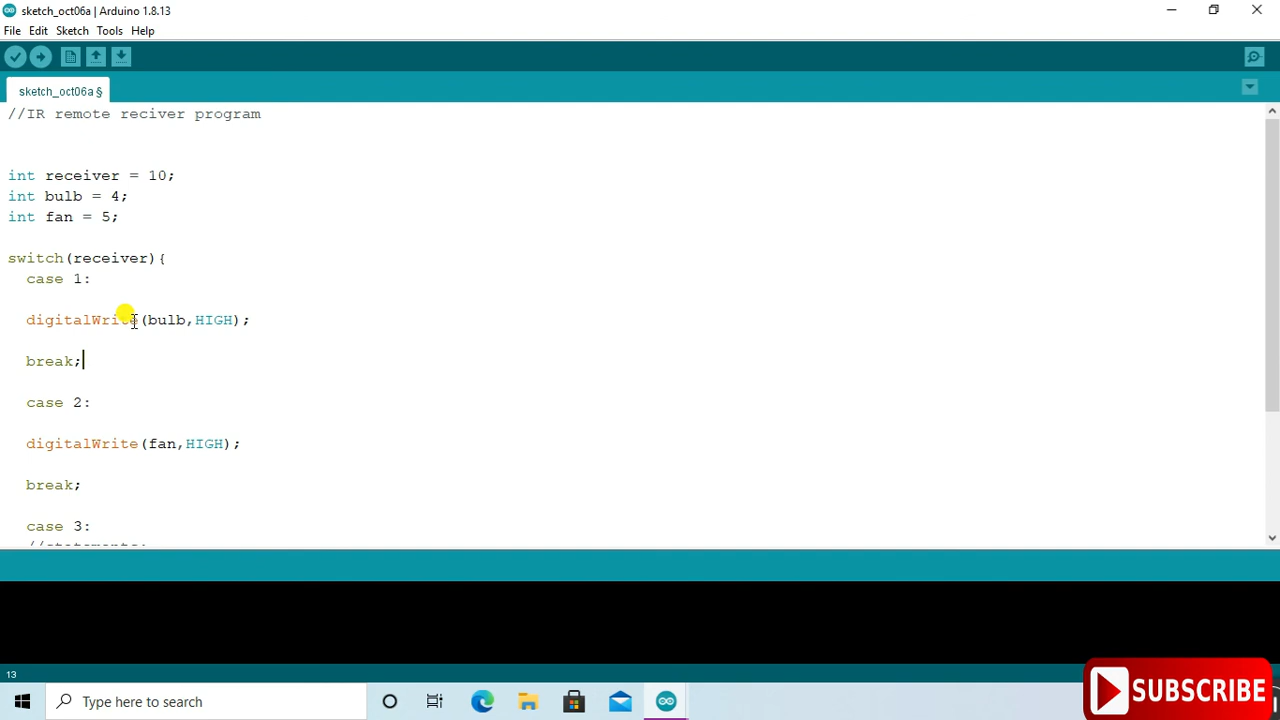 sketch_oct06a | Arduino 1.8.13
File Edit Sketch Tools Help
sketch_oct06a §
//IR remote reciver program
int receiver = 10;
int bulb = 4;
int fan = 5;
switch(receiver){
case 1:
digitalWrite(bulb,HIGH);
break;
case 2:
digitalWrite(fan,HIGH);
break;
case 3:
//statements;
13
Type here to search
SUBSCRIBE